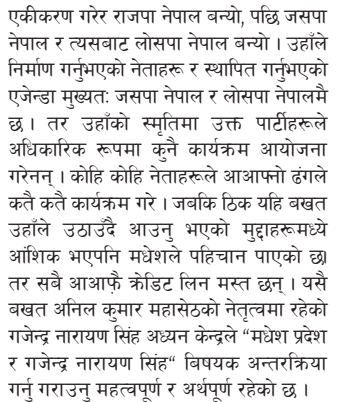 एकीकरण गरेर राजपा नेपाल बन्यो, पछि जसपा
नेपाल र त्यसबाट लोसपा नेपाल बन्यो । उहाँले
निर्माण गर्नुभएको नेताहरू र स्थापित गर्नुभएको
एजेन्डा मुख्यतः जसपा नेपाल र लोसपा नेपालमै
छ । तर उहाँको स्मृतिमा उक्त पार्टीहरूले
अधिकारिक रूपमा कुनै कार्यक्रम आयोजना
गरेनन् । कोहि कोहि नेताहरूले आआफ्नो ढंगले
कतै कतै कार्यक्रम गरे । जबकि ठिक यहि बखत
उहाँले उठाउँदै आउनु भएको मुद्दाहरूमध्ये
आंशिक भएपनि मधेशले पहिचान पाएको छ।
तर सबै आआफै क्रेडिट लिन मस्त छन् । यसै
बखत अनिल कुमार महासेठको नेतृत्वमा रहेको
गजेन्द्र नारायण सिंह अध्यन केन्द्रले “मधेश प्रदेश
र गजेन्द्र नारायण सिंह“ बिषयक अन्तरक्रिया
गर्नु गराउनु महत्वपूर्ण र अर्थपूर्ण रहेको छ ।